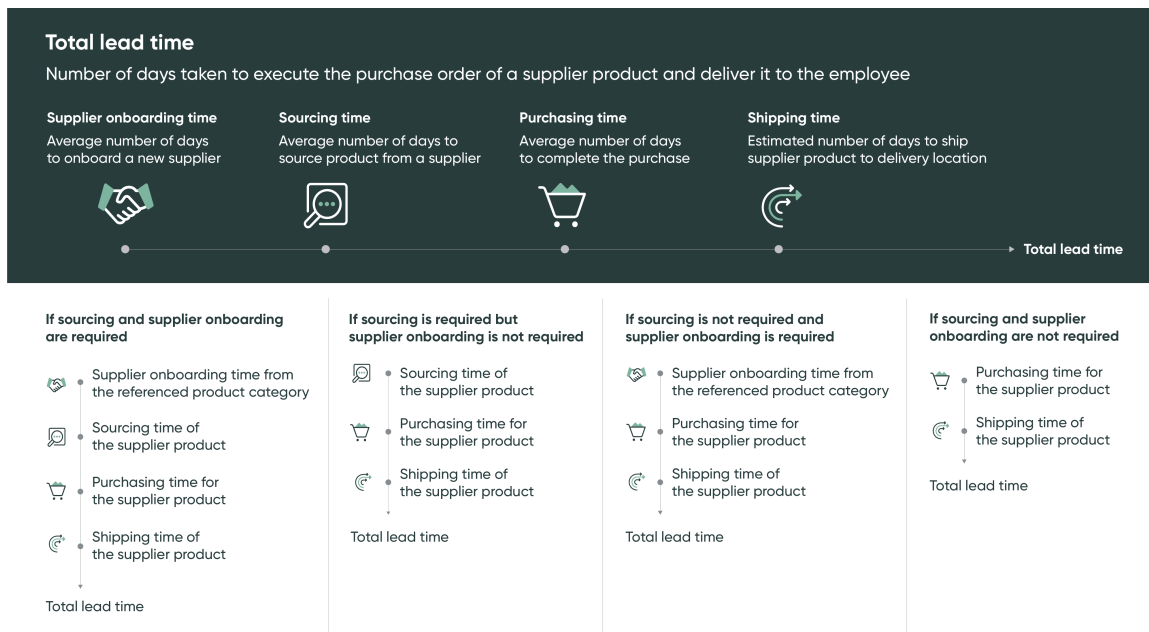 Total lead time
Number of days taken to execute the purchase order of a supplier product and deliver it to the employee
Supplier onboarding time
Average number of days
to onboard a new supplier
Sourcing time
Average number of days to
source product from a supplier
Purchasing time
Average number of days
to complete the purchase
Shipping time
Estimated number of days to ship
supplier product to delivery location
Total lead time
If sourcing and supplier onboarding
are required
Supplier onboarding time from
the referenced product category
Sourcing time of
the supplier product
Purchasing time for
the supplier product
Shipping time of
the supplier product
Total lead time
If sourcing is required but
supplier onboarding is not required
Sourcing time of
the supplier product
Purchasing time for
the supplier product
Shipping time of
the supplier product
Total lead time
If sourcing is not required and
supplier onboarding is required
Supplier onboarding time from
the referenced product category
Purchasing time for
the supplier product
Shipping time of
the supplier product
Total lead time
If sourcing and supplier
onboarding are not required
Purchasing time for
the supplier product
Shipping time of
the supplier product
Total lead time